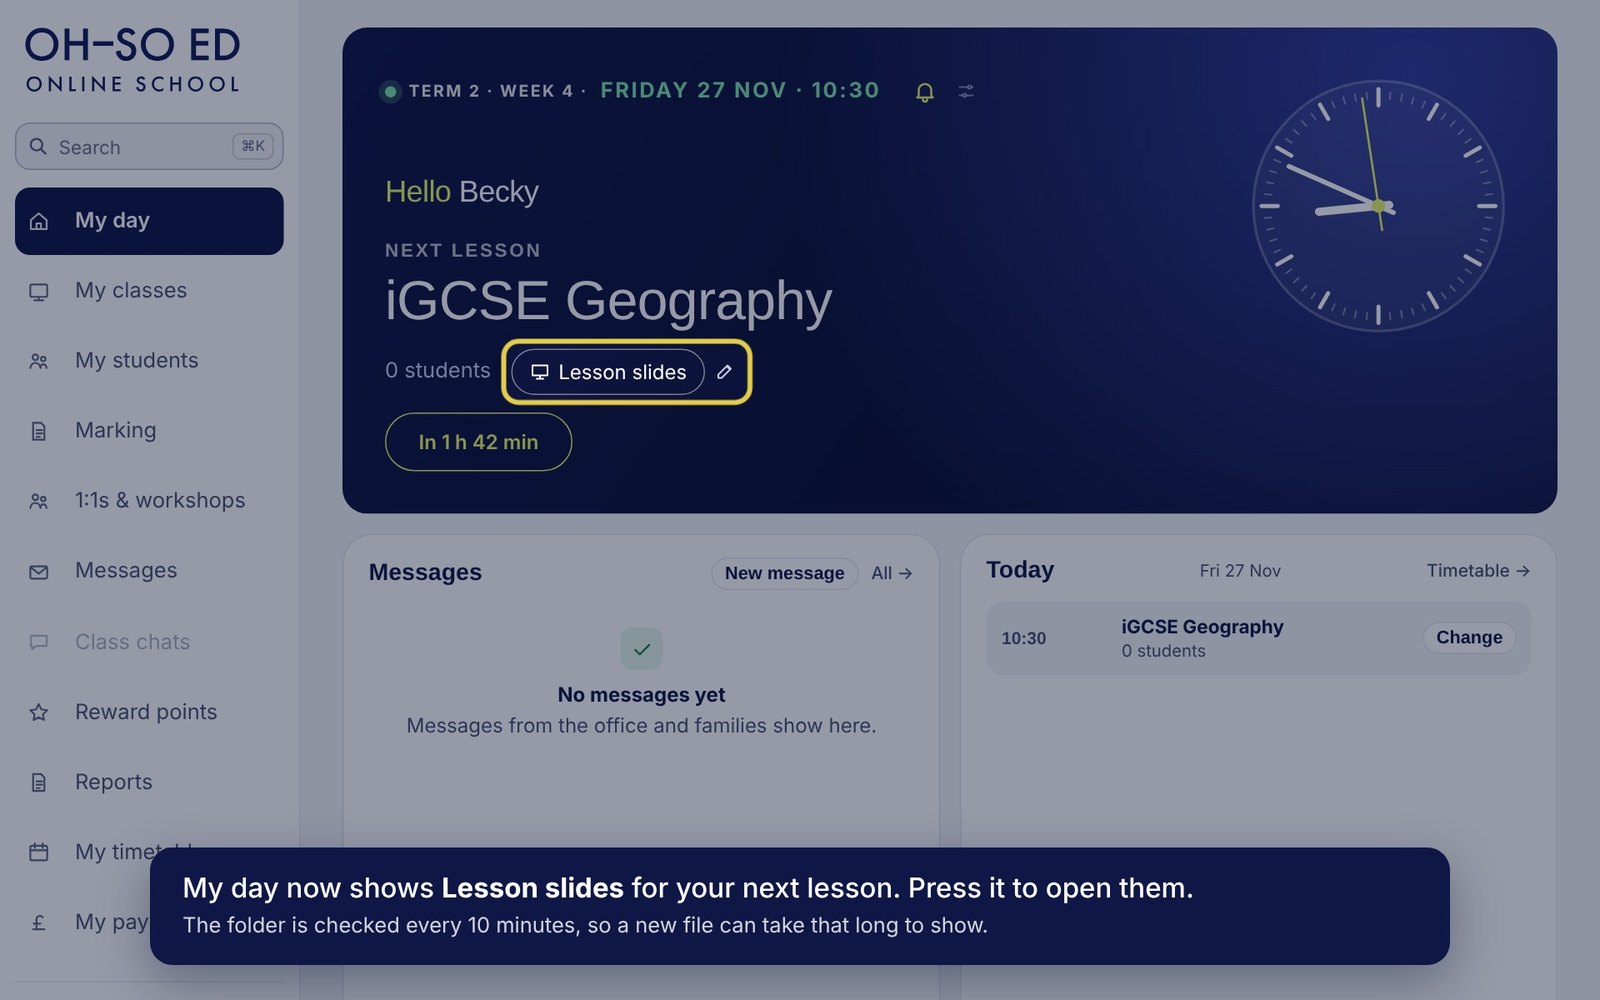 OH-SO ED
ONLINE SCHOOL
Search
⌘K
My day
My classes
My students
Marking
1:1s & workshops
Messages
Class chats
Reward points
Reports
My pay
TERM 2 · WEEK 4 · FRIDAY 27 NOV · 10:30
Hello Becky
NEXT LESSON
iGCSE Geography
0 students
Lesson slides
In 1 h 42 min
Messages
New message
All →
No messages yet
Messages from the office and families show here.
Today
Fri 27 Nov
Timetable →
10:30
iGCSE Geography
0 students
Change
My day now shows Lesson slides for your next lesson. Press it to open them.
The folder is checked every 10 minutes, so a new file can take that long to show.